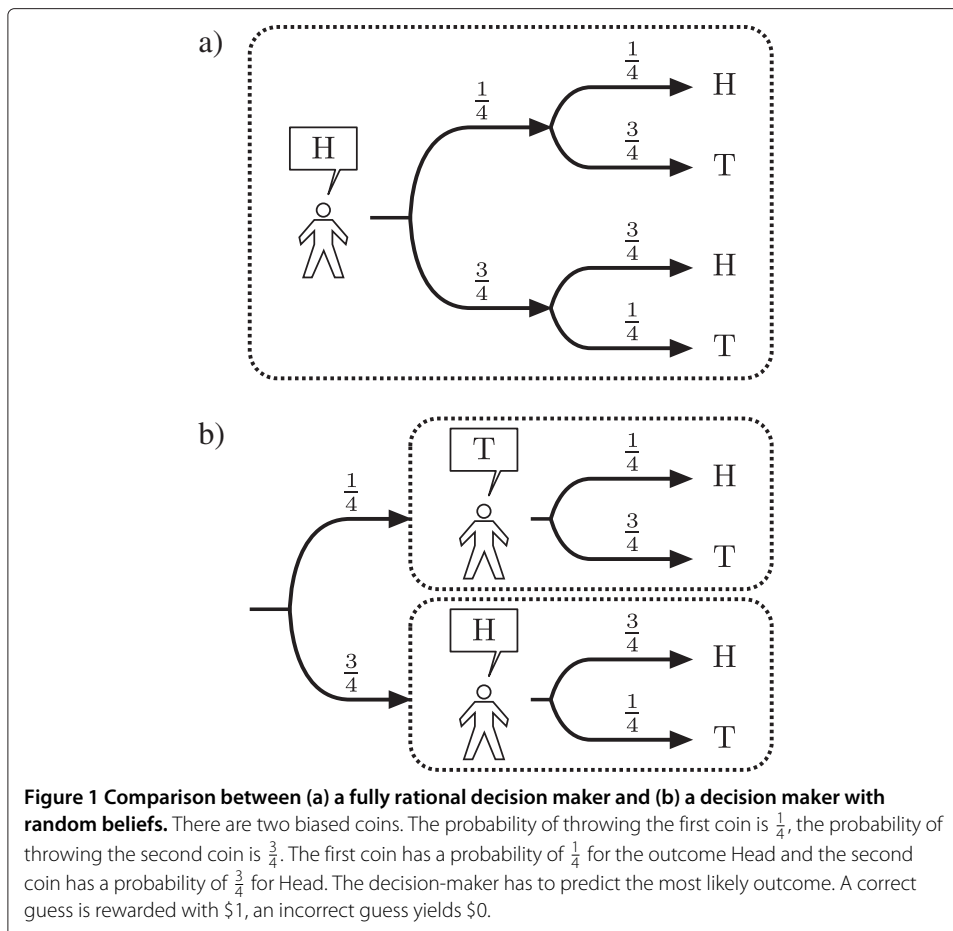 a)
H
1/4
1/4
H
3/4
T
3/4
3/4
H
1/4
T
b)
1/4
T
1/4
H
3/4
T
3/4
H
3/4
H
1/4
T
Figure 1 Comparison between (a) a fully rational decision maker and (b) a decision maker with
random beliefs. There are two biased coins. The probability of throwing the first coin is 1/4, the probability of
throwing the second coin is 3/4. The first coin has a probability of 1/4 for the outcome Head and the second
coin has a probability of 3/4 for Head. The decision-maker has to predict the most likely outcome. A correct
guess is rewarded with $1, an incorrect guess yields $0.